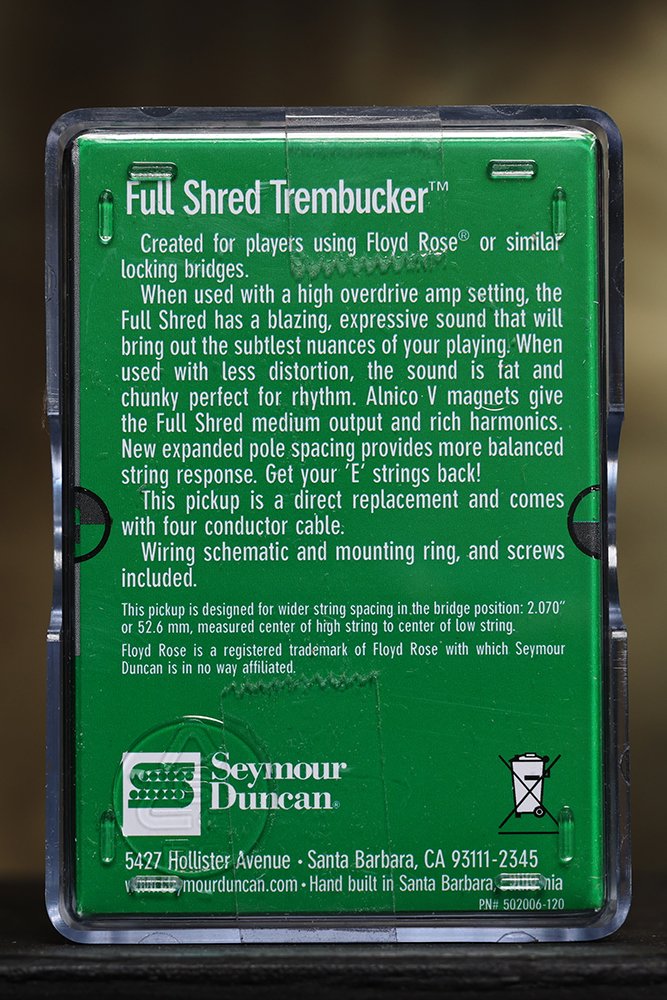 Full Shred Trembucker™
Created for players using Floyd Rose® or similar
locking bridges.
When used with a high overdrive amp setting, the
Full Shred has a blazing, expressive sound that will
bring out the subtlest nuances of your playing. When
used with less distortion, the sound is fat and
chunky perfect for rhythm. Alnico V magnets give
the Full Shred medium output and rich harmonics.
New expanded pole spacing provides more balanced
string response. Get your 'E' strings back!
This pickup is a direct replacement and comes
with four conductor cable.
Wiring schematic and mounting ring, and screws
included.
This pickup is designed for wider string spacing in the bridge position: 2.070"
or 52.6 mm, measured center of high string to center of low string.
Floyd Rose is a registered trademark of Floyd Rose with which Seymour
Duncan is in no way affiliated.
Seymour
Duncan®
5427 Hollister Avenue • Santa Barbara, CA 93111-2345
www.seymourduncan.com • Hand built in Santa Barbara, California
PN# 502006-120